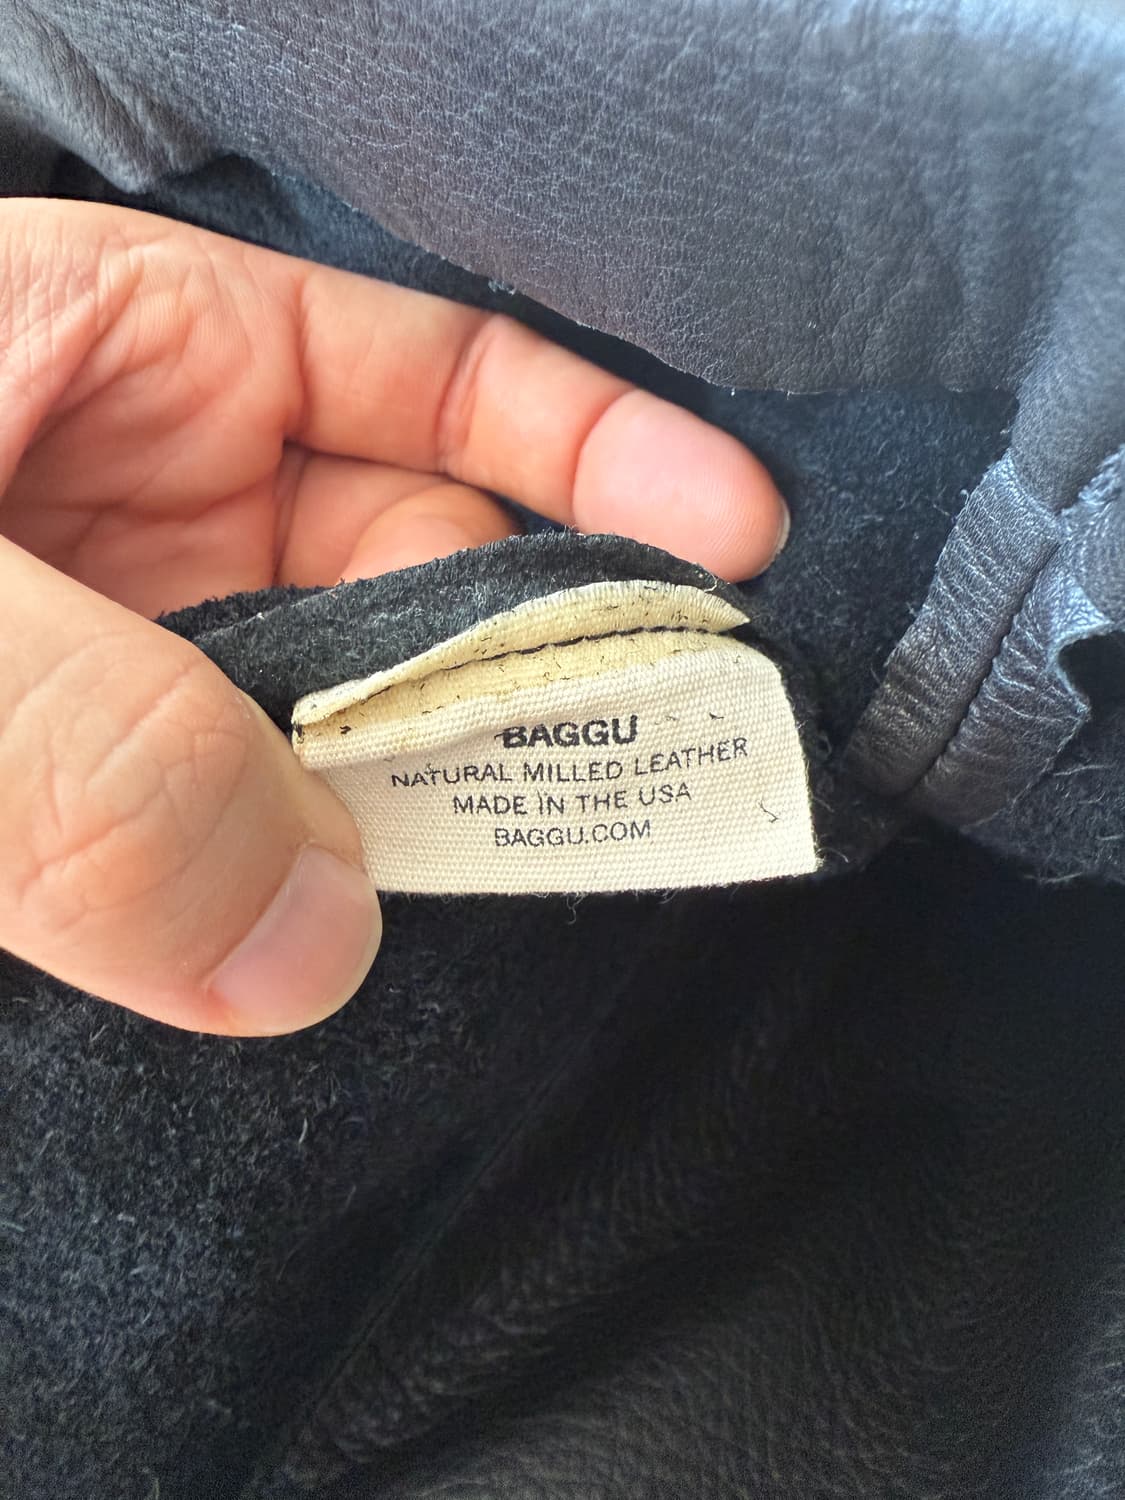 BAGGU
NATURAL MILLED LEATHER
MADE IN THE USA
BAGGU.COM